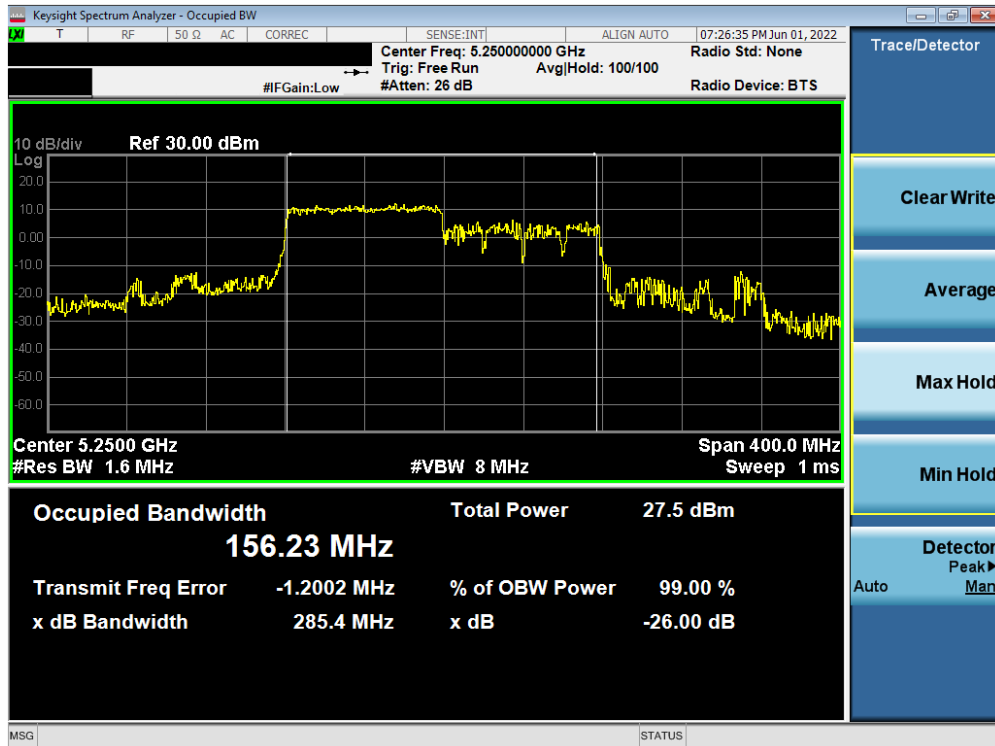 Keysight Spectrum Analyzer - Occupied BW
LXI T RF 50 Ω AC CORREC SENSE:INT ALIGN AUTO 07:26:35 PM Jun 01, 2022
Center Freq: 5.250000000 GHz Radio Std: None
Trig: Free Run Avg|Hold: 100/100
#IFGain:Low #Atten: 26 dB Radio Device: BTS
Trace/Detector
10 dB/div Ref 30.00 dBm
Log
20.0
10.0
0.00
-10.0
-20.0
-30.0
-40.0
-50.0
-60.0
Center 5.2500 GHz Span 400.0 MHz
#Res BW 1.6 MHz #VBW 8 MHz Sweep 1 ms
Occupied Bandwidth Total Power 27.5 dBm
156.23 MHz
Transmit Freq Error -1.2002 MHz % of OBW Power 99.00 %
x dB Bandwidth 285.4 MHz x dB -26.00 dB
Clear Write
Average
Max Hold
Min Hold
Detector
Peak▶
Auto Man
MSG STATUS